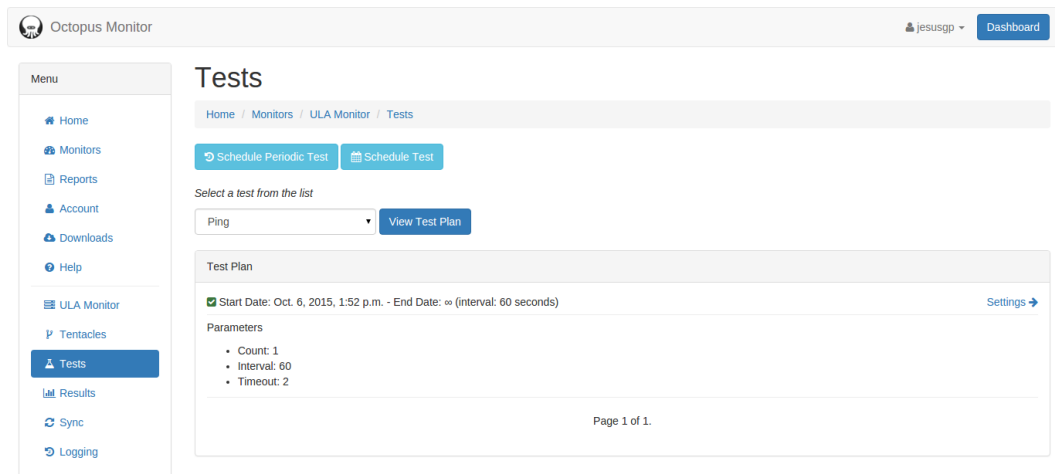 Octopus Monitor
jesusgp
Dashboard
Menu
Home
Monitors
Reports
Account
Downloads
Help
ULA Monitor
Tentacles
Tests
Results
Sync
Logging
Tests
Home / Monitors / ULA Monitor / Tests
Schedule Periodic Test
Schedule Test
Select a test from the list
Ping
View Test Plan
Test Plan
Start Date: Oct. 6, 2015, 1:52 p.m. - End Date: ∞ (interval: 60 seconds)
Settings
Parameters
• Count: 1
• Interval: 60
• Timeout: 2
Page 1 of 1.